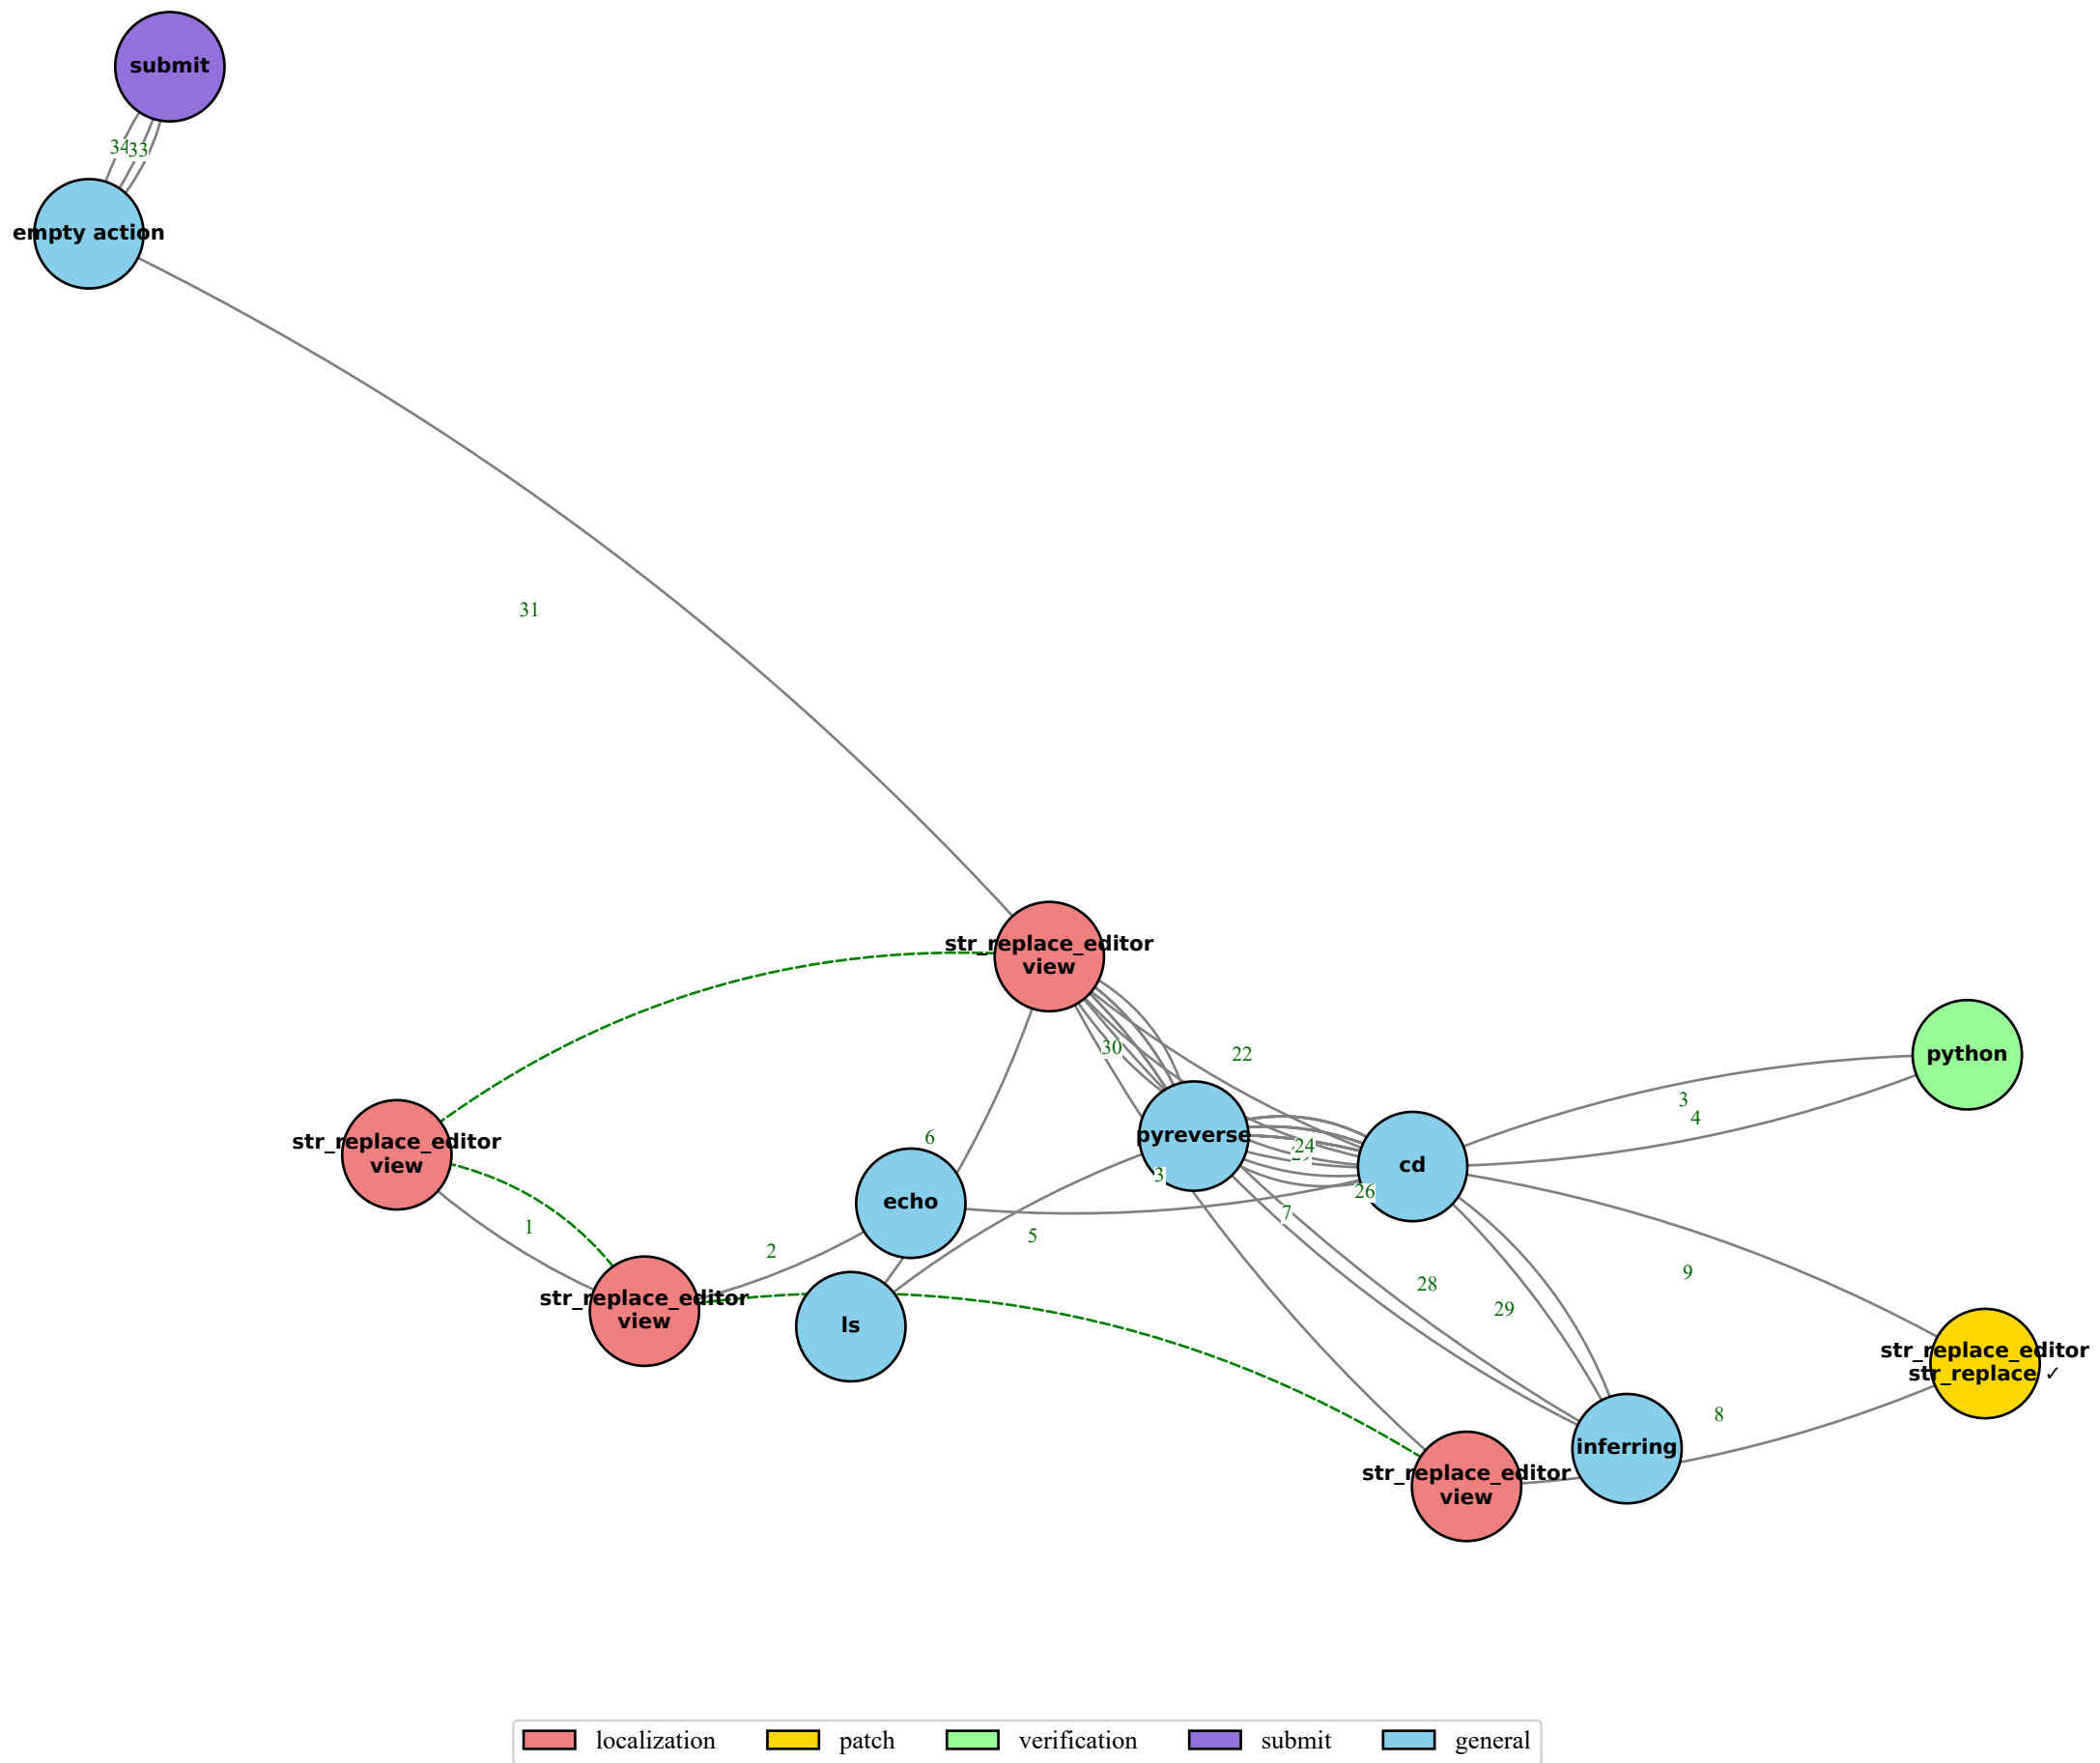 submit
34
33
empty action
31
str_replace_editor
view
30
22
python
3
4
str_replace_editor
view
6
pyreverse
24
cd
3
26
echo
1
2
5
7
9
28
29
str_replace_editor
view
ls
str_replace_editor
str_replace ✓
8
inferring
str_replace_editor
view
localization
patch
verification
submit
general